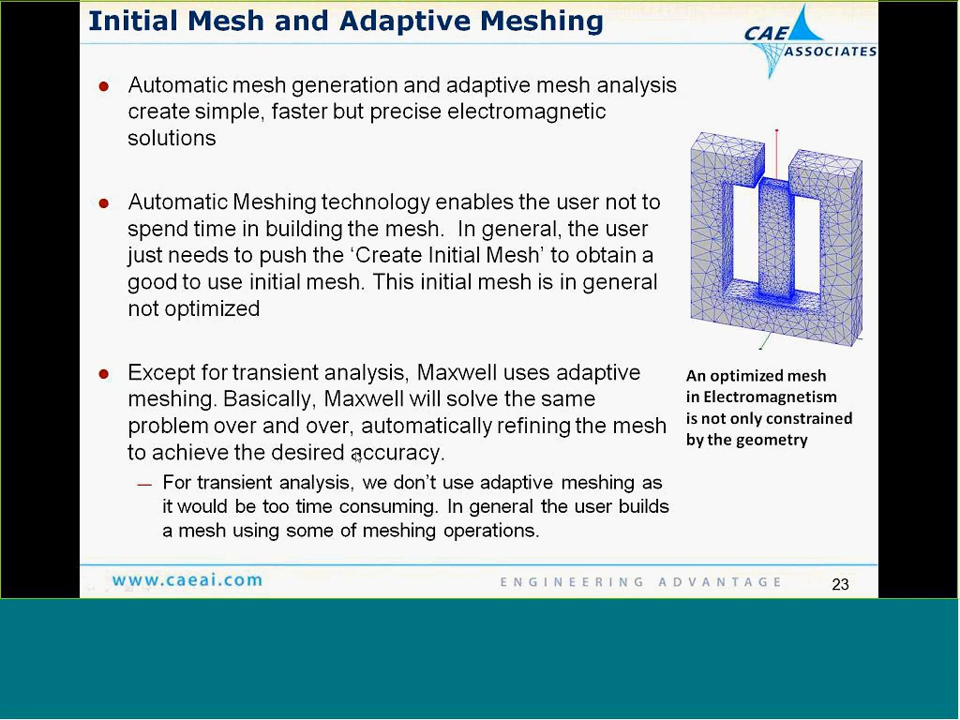 Initial Mesh and Adaptive Meshing
CAE
ASSOCIATES
● Automatic mesh generation and adaptive mesh analysis
create simple, faster but precise electromagnetic
solutions
● Automatic Meshing technology enables the user not to
spend time in building the mesh. In general, the user
just needs to push the ‘Create Initial Mesh’ to obtain a
good to use initial mesh. This initial mesh is in general
not optimized
● Except for transient analysis, Maxwell uses adaptive
meshing. Basically, Maxwell will solve the same
problem over and over, automatically refining the mesh
to achieve the desired accuracy.
— For transient analysis, we don’t use adaptive meshing as
it would be too time consuming. In general the user builds
a mesh using some of meshing operations.
An optimized mesh
in Electromagnetism
is not only constrained
by the geometry
www.caeai.com
ENGINEERING ADVANTAGE
23